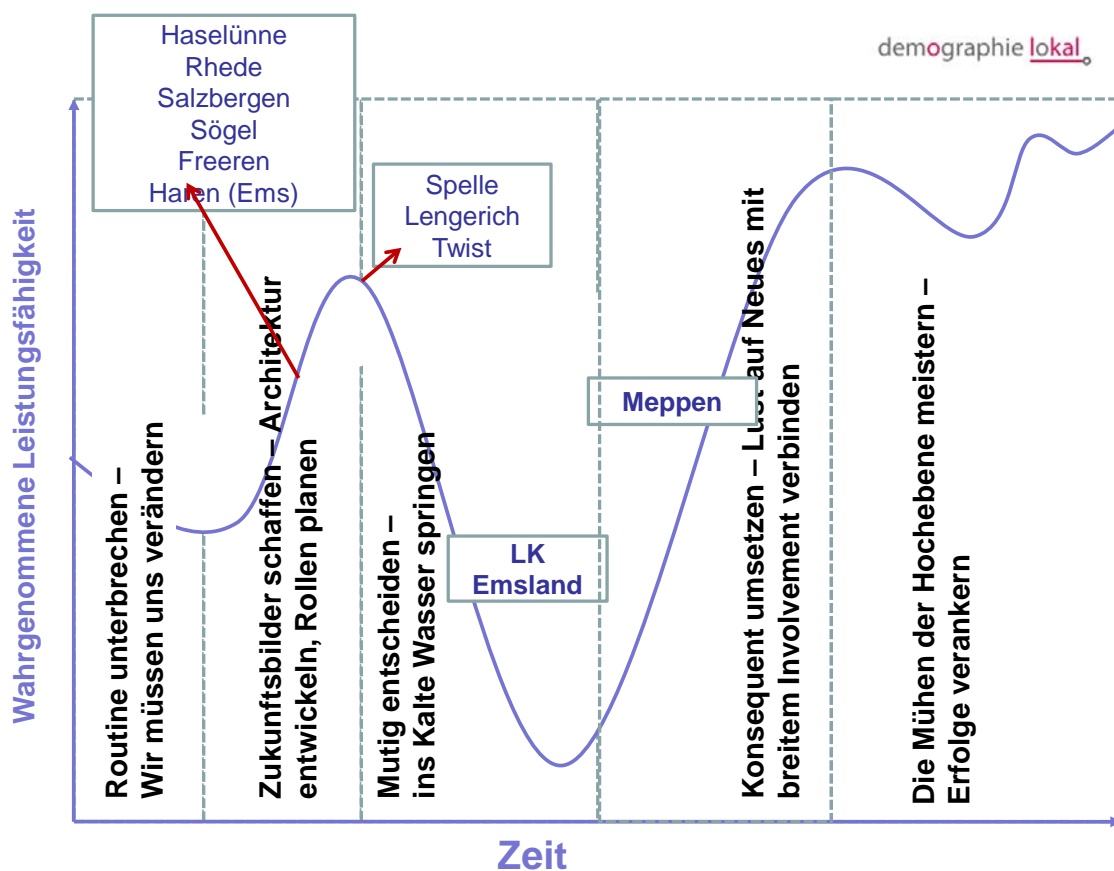 demographie lokal
Haselünne
Rhede
Salzbergen
Sögel
Freeren
Haren (Ems)
Spelle
Lengerich
Twist
Meppen
LK
Emsland
Wahrgenommene Leistungsfähigkeit
Routine unterbrechen –
Wir müssen uns verändern
Zukunftsbilder schaffen – Architektur
entwickeln, Rollen planen
Mutig entscheiden –
ins Kalte Wasser springen
Konsequent umsetzen – Lust auf Neues mit
breitem Involvement verbinden
Die Mühen der Hochebene meistern –
Erfolge verankern
Zeit